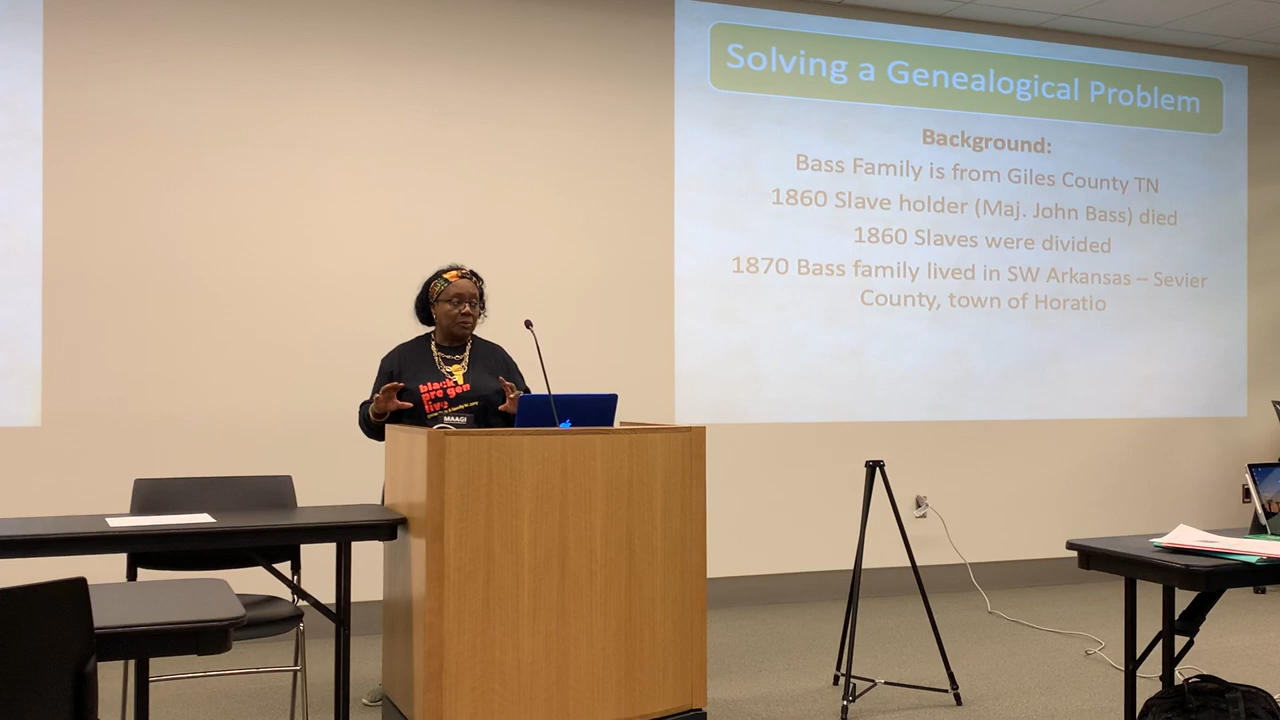 Solving a Genealogical Problem
Background:
Bass Family is from Giles County TN
1860 Slave holder (Maj. John Bass) died
1860 Slaves were divided
1870 Bass family lived in SW Arkansas – Sevier
County, town of Horatio
black
pro gen
live
MAAGI